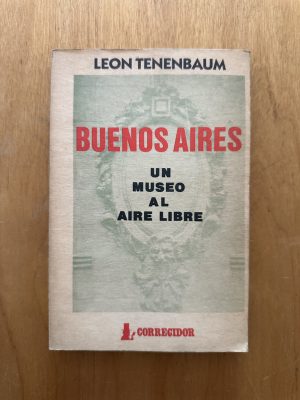 LEON TENENBAUM
BUENOS AIRES
UN
MUSEO
AL
AIRE LIBRE
CORREGIDOR